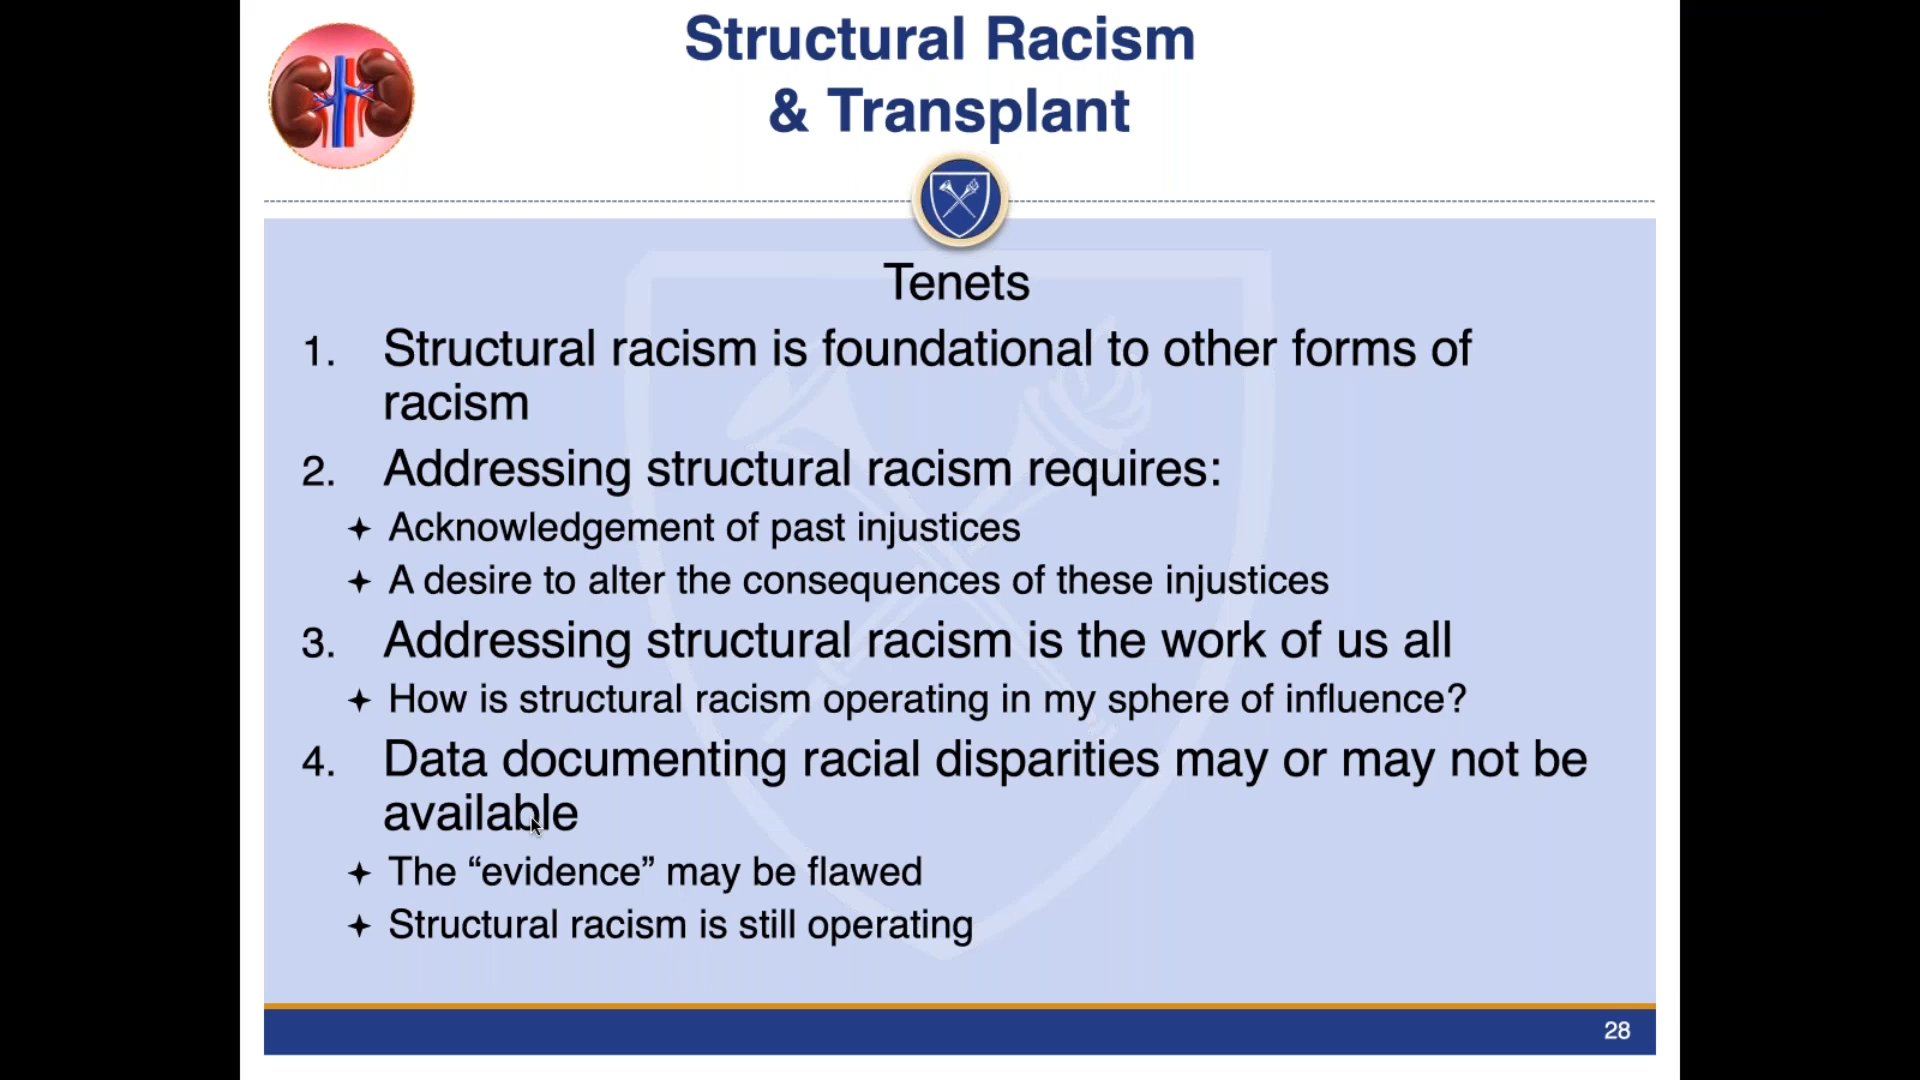 Structural Racism
& Transplant
Tenets
1. Structural racism is foundational to other forms of
racism
2. Addressing structural racism requires:
Acknowledgement of past injustices
A desire to alter the consequences of these injustices
3. Addressing structural racism is the work of us all
How is structural racism operating in my sphere of influence?
4. Data documenting racial disparities may or may not be
available
The “evidence” may be flawed
Structural racism is still operating
28